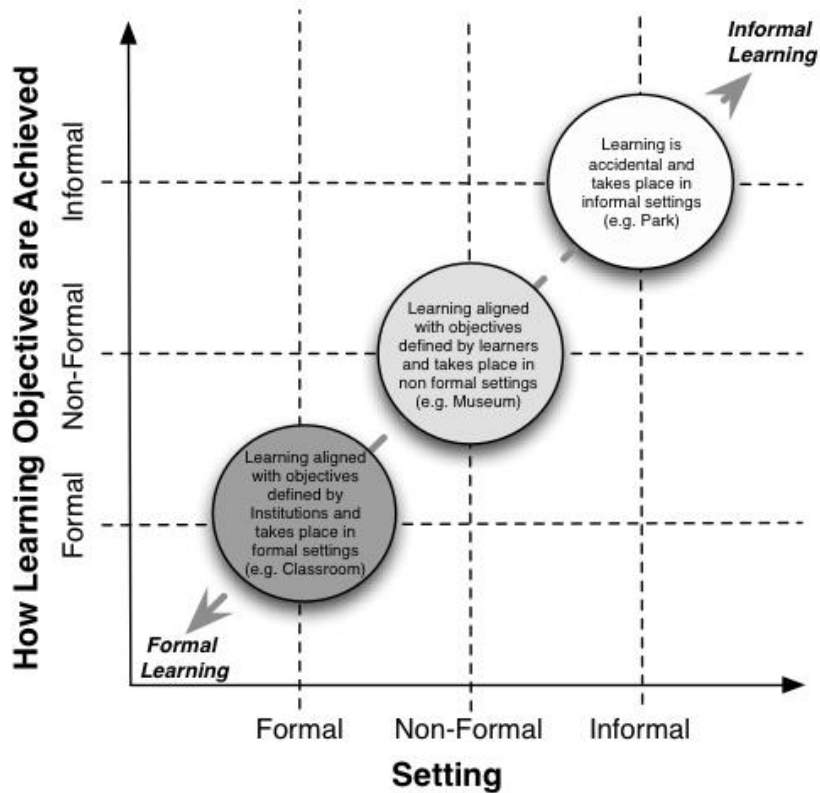 Informal
Learning
How Learning Objectives are Achieved
Informal
Non-Formal
Formal
Learning is
accidental and
takes place in
informal settings
(e.g. Park)
Learning aligned
with objectives
defined by learners
and takes place in
non formal settings
(e.g. Museum)
Learning aligned
with objectives
defined by
Institutions and
takes place in
formal settings
(e.g. Classroom)
Formal
Learning
Formal
Non-Formal
Informal
Setting